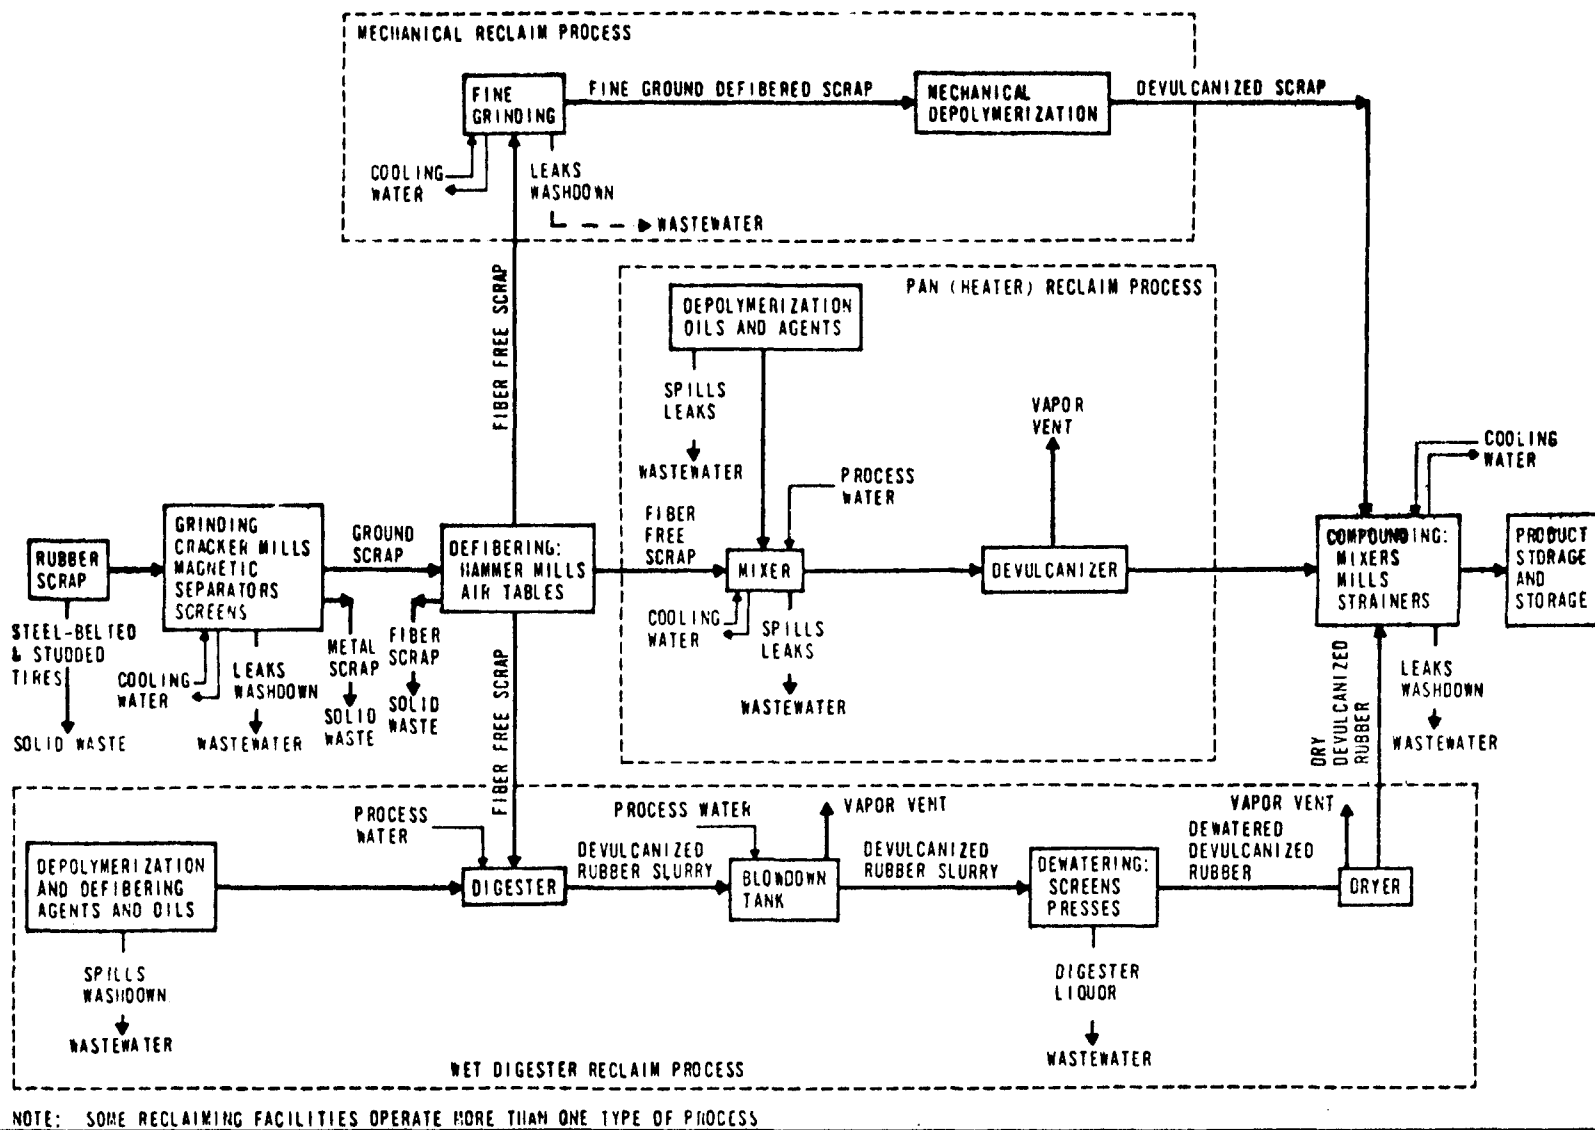 MECHANICAL RECLAIM PROCESS
FINE
GRINDING
FINE GROUND DEFIBERED SCRAP
MECHANICAL
DEPOLYMERIZATION
DEVULCANIZED SCRAP
COOLING
WATER
LEAKS
WASHDOWN
WASTEWATER
FIBER FREE SCRAP
PAN (HEATER) RECLAIM PROCESS
DEPOLYMERIZATION
OILS AND AGENTS
SPILLS
LEAKS
WASTEWATER
PROCESS
WATER
VAPOR
VENT
FIBER
FREE
SCRAP
MIXER
DEVULCANIZER
COOLING
WATER
SPILLS
LEAKS
WASTEWATER
RUBBER
SCRAP
GRINDING
CRACKER MILLS
MAGNETIC
SEPARATORS
SCREENS
GROUND
SCRAP
DEFIBERING:
HAMMER MILLS
AIR TABLES
STEEL-BELTED
& STUDDED
TIRES
SOLID WASTE
COOLING
WATER
LEAKS
WASHDOWN
WASTEWATER
METAL
SCRAP
SOLID
WASTE
FIBER
SCRAP
SOLID
WASTE
FIBER FREE SCRAP
COOLING
WATER
COMPOUNDING:
MIXERS
MILLS
STRAINERS
PRODUCT
STORAGE
AND
STORAGE
LEAKS
WASHDOWN
WASTEWATER
DRY
DEVULCANIZED
RUBBER
PROCESS
WATER
PROCESS WATER
VAPOR VENT
VAPOR VENT
DEPOLYMERIZATION
AND DEFIBERING
AGENTS AND OILS
DIGESTER
DEVULCANIZED
RUBBER SLURRY
BLOWDOWN
TANK
DEVULCANIZED
RUBBER SLURRY
DEWATERING:
SCREENS
PRESSES
DEWATERED
DEVULCANIZED
RUBBER
DRYER
SPILLS
WASHDOWN
WASTEWATER
DIGESTER
LIQUOR
WASTEWATER
WET DIGESTER RECLAIM PROCESS
NOTE: SOME RECLAIMING FACILITIES OPERATE MORE THAN ONE TYPE OF PROCESS